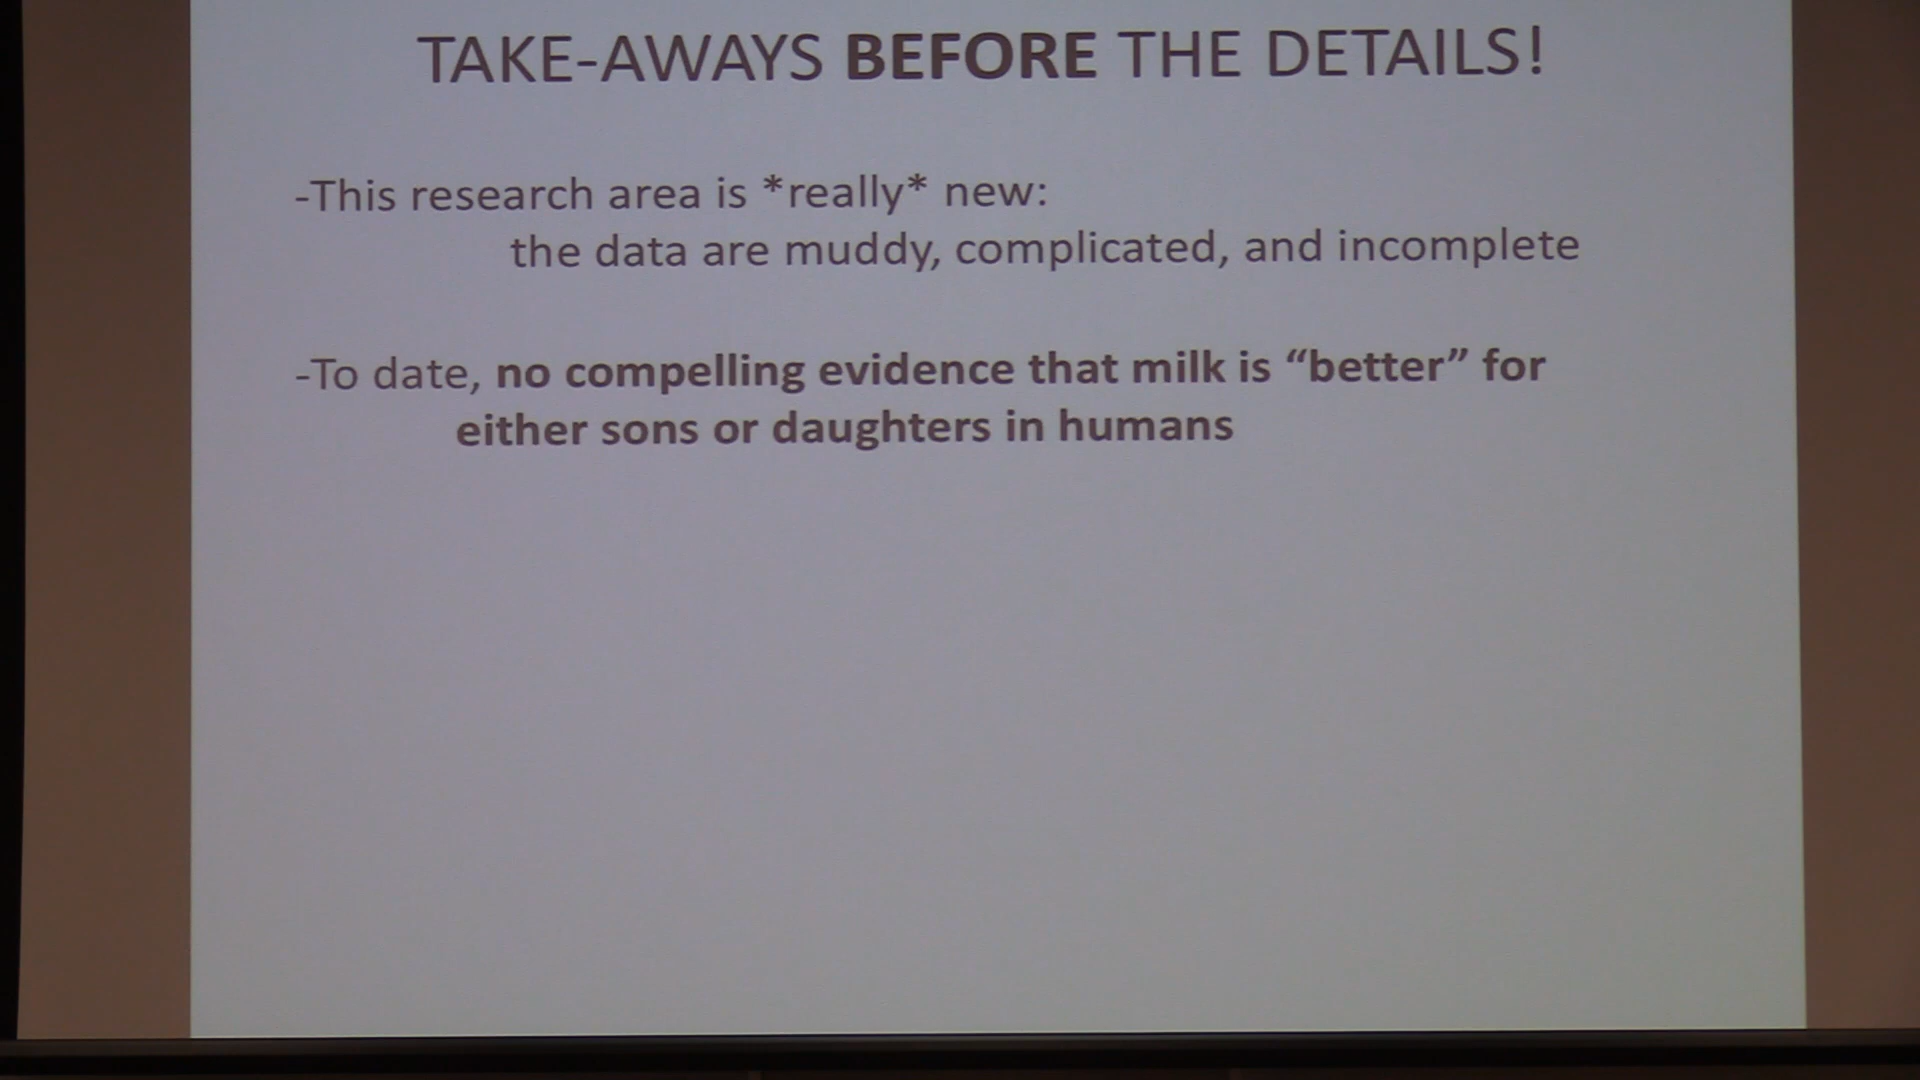 TAKE-AWAYS BEFORE THE DETAILS!
-This research area is *really* new:
the data are muddy, complicated, and incomplete
-To date, no compelling evidence that milk is “better” for
either sons or daughters in humans